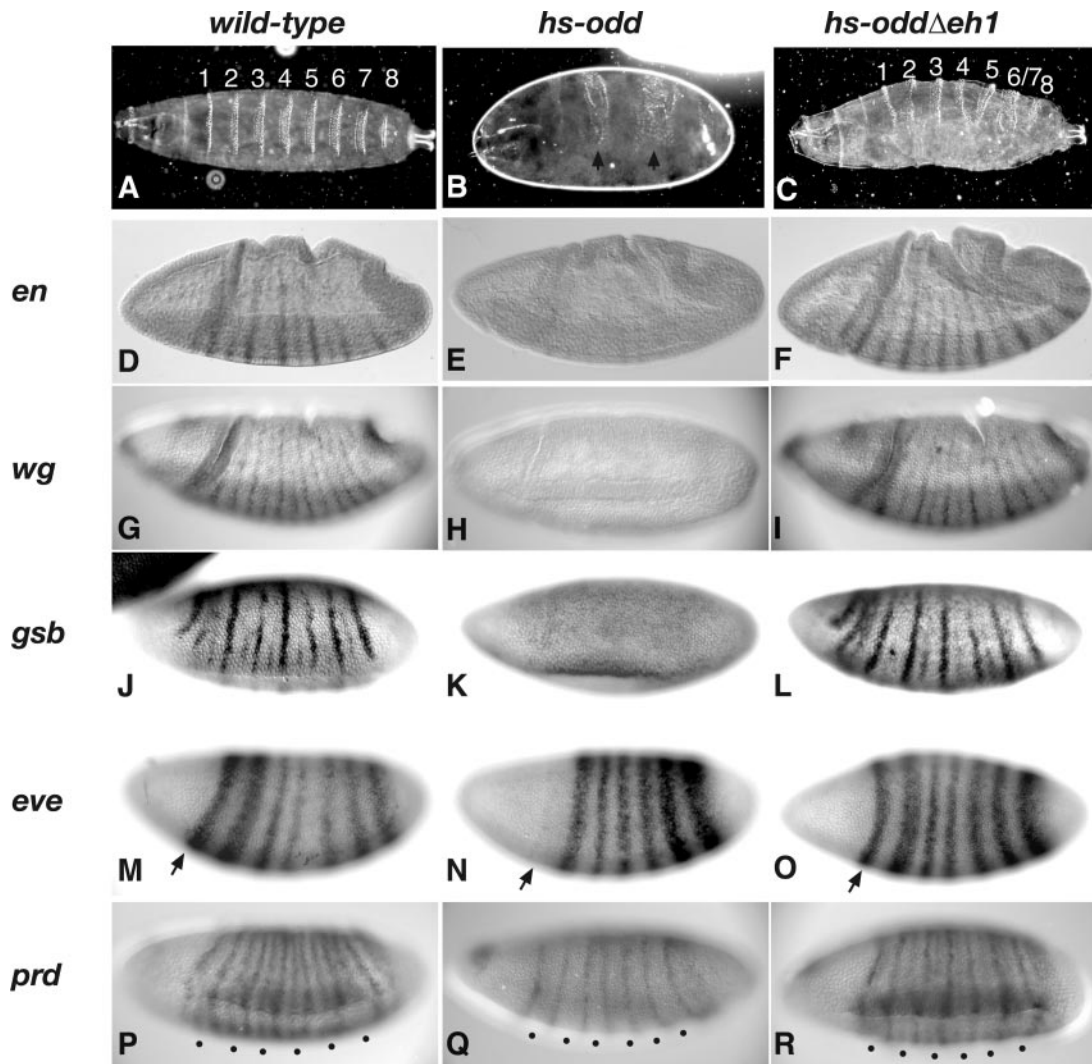 wild-type hs-odd hs-oddΔeh1
1 2 3 4 5 6 7 8
1 2 3 4 5 6/7 8
A B C
en
D E F
wg
G H I
gsb
J K L
eve
M N O
prd
P Q R